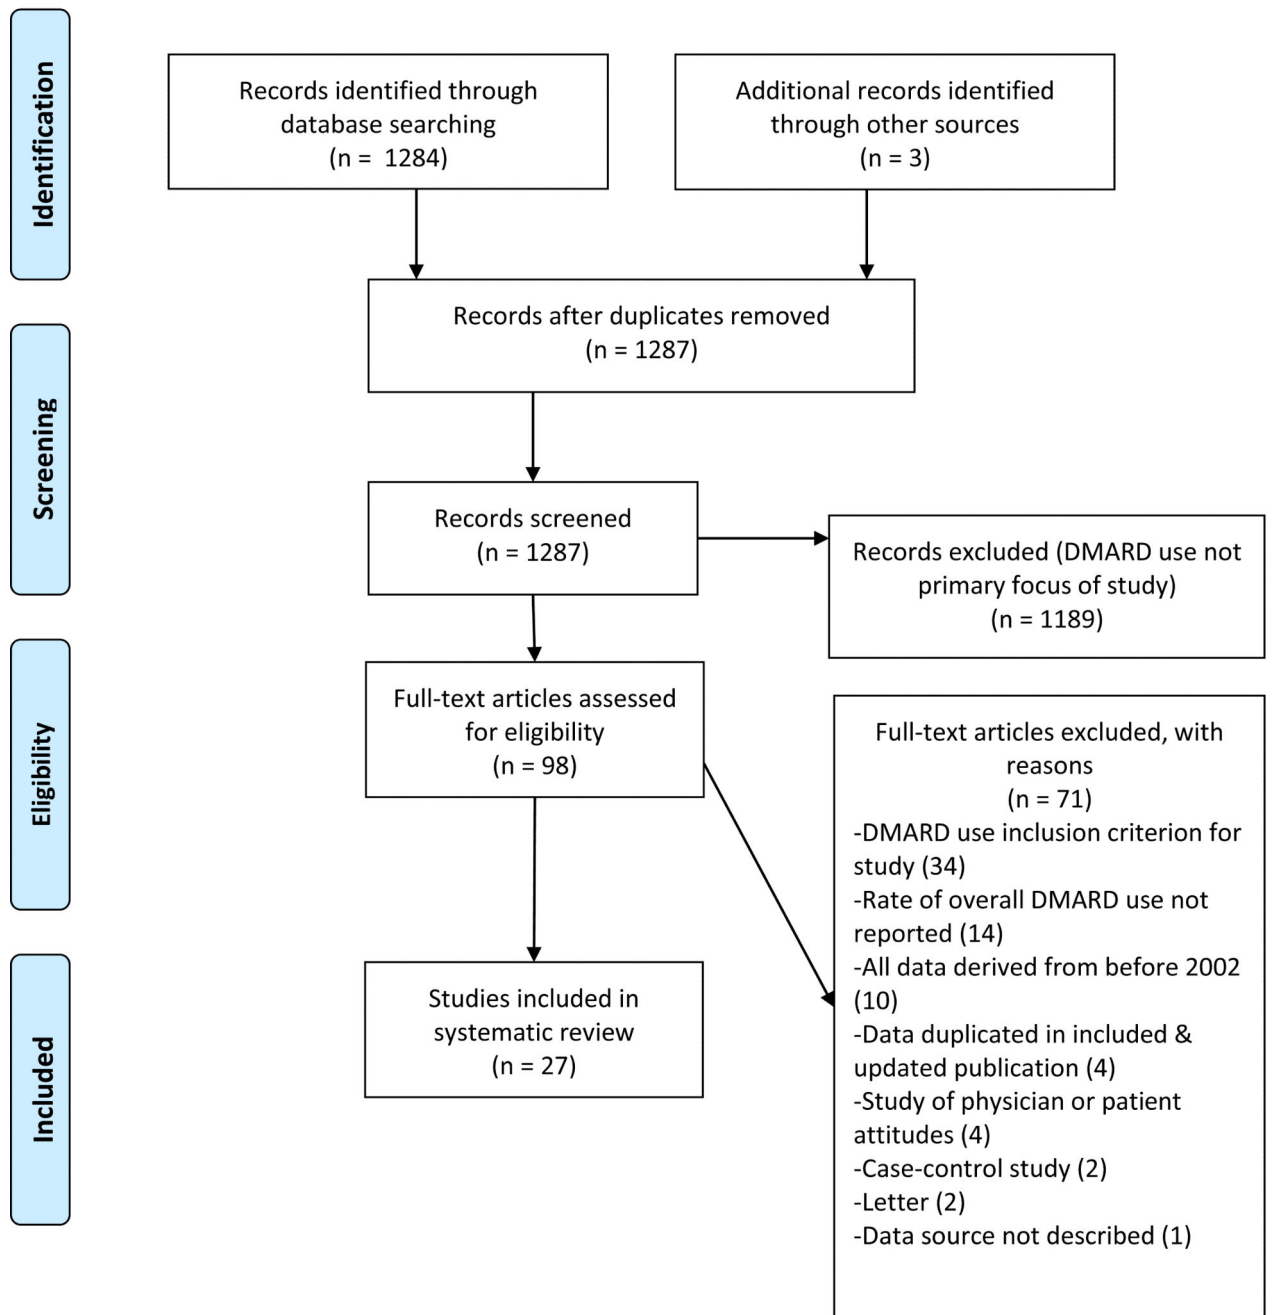 Identification
Records identified through
database searching
(n =  1284)
Additional records identified
through other sources
(n = 3)
Records after duplicates removed
(n = 1287)
Screening
Records screened
(n = 1287)
Records excluded (DMARD use not
primary focus of study)
(n = 1189)
Eligibility
Full-text articles assessed
for eligibility
(n = 98)
Full-text articles excluded, with
reasons
(n = 71)
-DMARD use inclusion criterion for
study (34)
-Rate of overall DMARD use not
reported (14)
-All data derived from before 2002
(10)
-Data duplicated in included &
updated publication (4)
-Study of physician or patient
attitudes (4)
-Case-control study (2)
-Letter (2)
-Data source not described (1)
Included
Studies included in
systematic review
(n = 27)